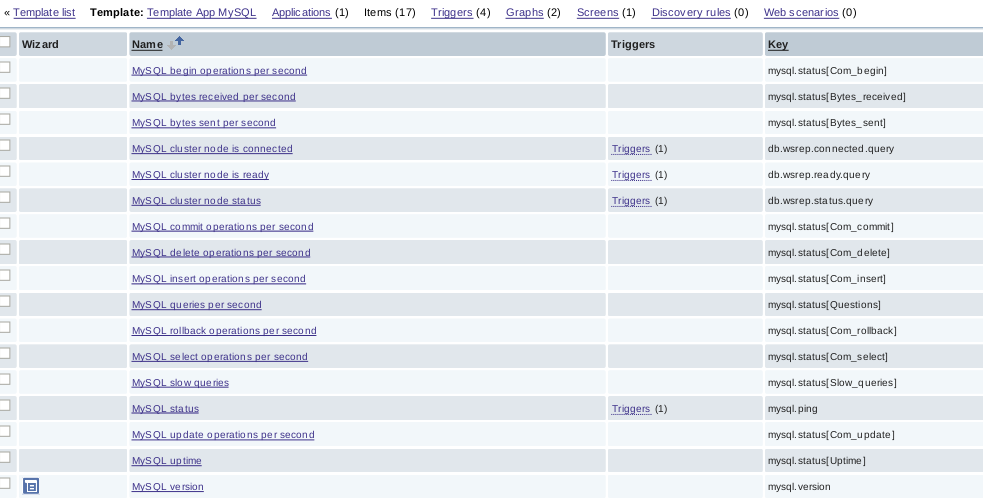 « Template list Template: Template App MySQL Applications (1) Items (17) Triggers (4) Graphs (2) Screens (1) Discovery rules (0) Web scenarios (0)
Wizard Name Triggers Key
MySQL begin operations per second mysql.status[Com_begin]
MySQL bytes received per second mysql.status[Bytes_received]
MySQL bytes sent per second mysql.status[Bytes_sent]
MySQL cluster node is connected Triggers (1) db.wsrep.connected.query
MySQL cluster node is ready Triggers (1) db.wsrep.ready.query
MySQL cluster node status Triggers (1) db.wsrep.status.query
MySQL commit operations per second mysql.status[Com_commit]
MySQL delete operations per second mysql.status[Com_delete]
MySQL insert operations per second mysql.status[Com_insert]
MySQL queries per second mysql.status[Questions]
MySQL rollback operations per second mysql.status[Com_rollback]
MySQL select operations per second mysql.status[Com_select]
MySQL slow queries mysql.status[Slow_queries]
MySQL status Triggers (1) mysql.ping
MySQL update operations per second mysql.status[Com_update]
MySQL uptime mysql.status[Uptime]
MySQL version mysql.version